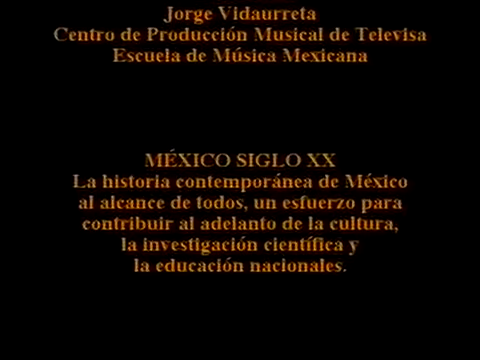 Jorge Vidaurreta
Centro de Producción Musical de Televisa
Escuela de Música Mexicana
MÉXICO SIGLO XX
La historia contemporánea de México
al alcance de todos, un esfuerzo para
contribuir al adelanto de la cultura,
la investigación científica y
la educación nacionales.